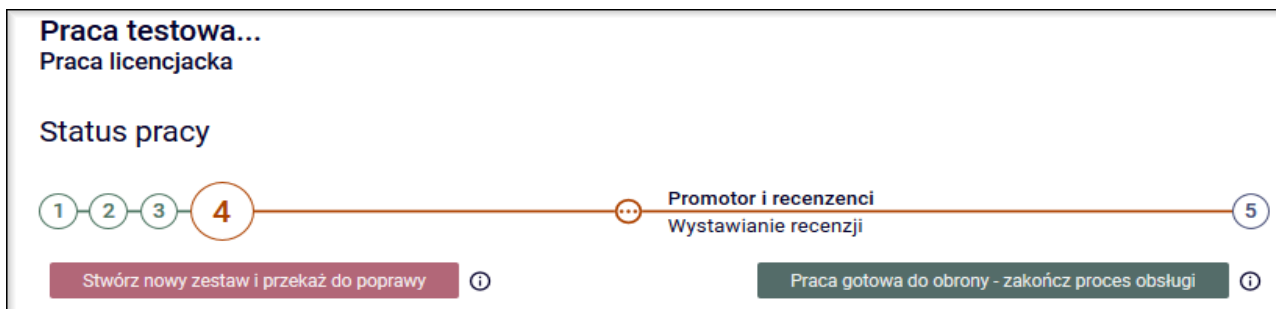 Praca testowa...
Praca licencjacka
Status pracy
1 2 3 4 Promotor i recenzenci 5
Wystawianie recenzji
Stwórz nowy zestaw i przekaż do poprawy
Praca gotowa do obrony - zakończ proces obsługi